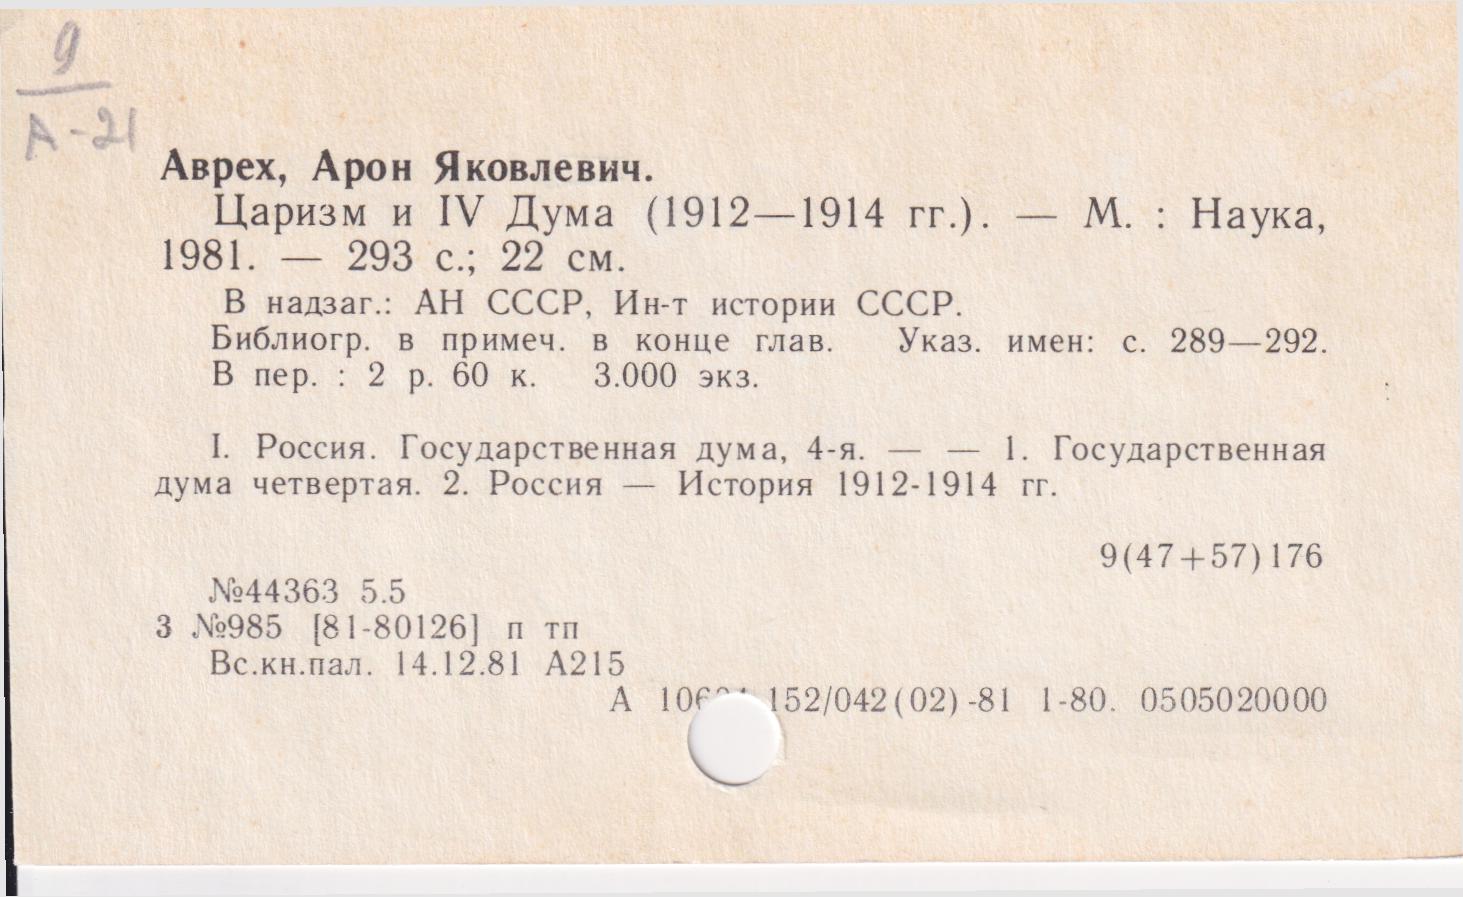 9
А-21
Аврех, Арон Яковлевич.
Царизм и IV Дума (1912—1914 гг.). — М. : Наука,
1981. — 293 с.; 22 см.
В надзаг.: АН СССР, Ин-т истории СССР.
Библиогр. в примеч. в конце глав. Указ. имен: с. 289—292.
В пер. : 2 р. 60 к. 3.000 экз.
I. Россия. Государственная дума, 4-я. — — 1. Государственная
дума четвертая. 2. Россия — История 1912-1914 гг.
9(47+57)176
№44363 5.5
3 №985 [81-80126] п тп
Вс.кн.пал. 14.12.81 А215
А 152/042(02)-81 1-80. 0505020000